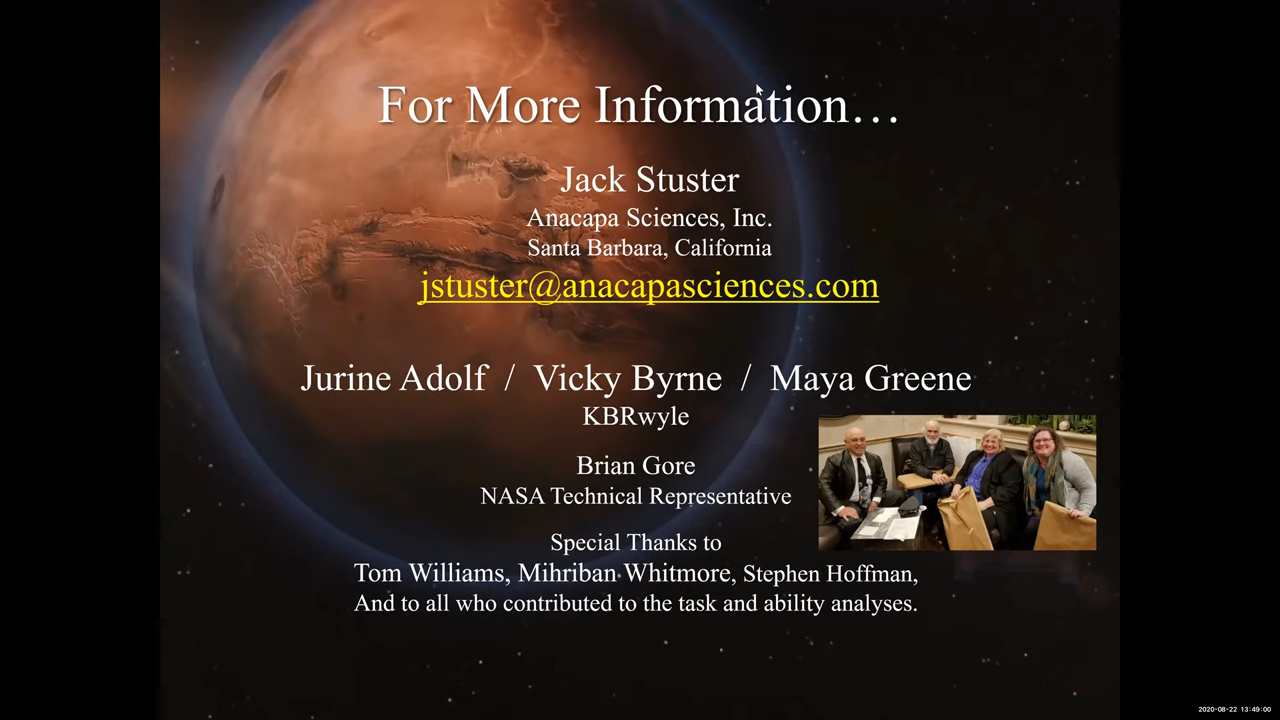 For More Information…
Jack Stuster
Anacapa Sciences, Inc.
Santa Barbara, California
jstuster@anacapasciences.com
Jurine Adolf / Vicky Byrne / Maya Greene
KBRwyle
Brian Gore
NASA Technical Representative
Special Thanks to
Tom Williams, Mihriban Whitmore, Stephen Hoffman,
And to all who contributed to the task and ability analyses.
2020-08-22 13:49:00